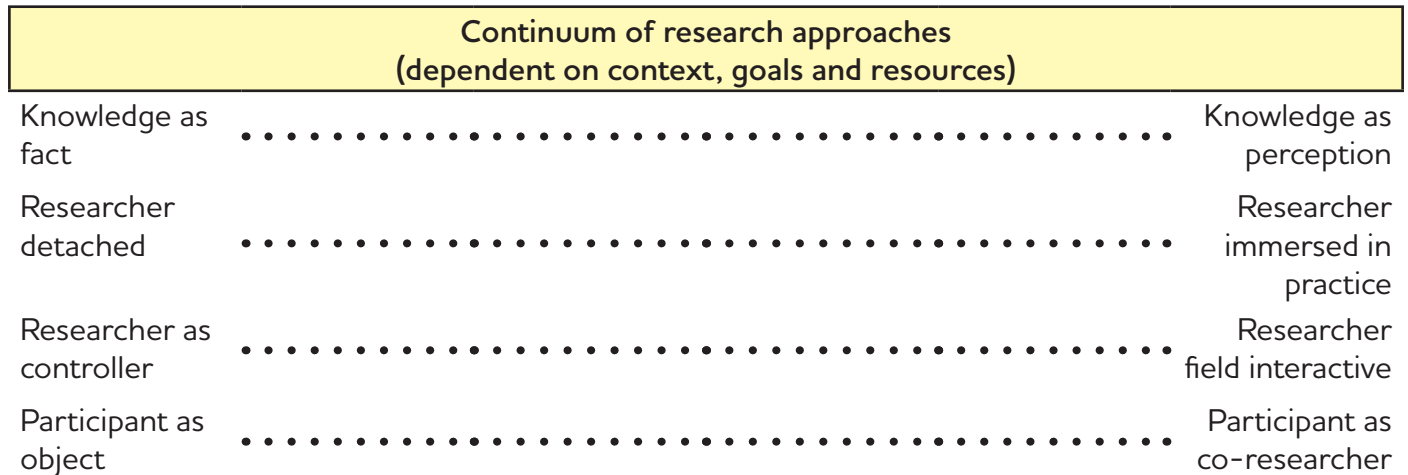 Continuum of research approaches
(dependent on context, goals and resources)
Knowledge as
fact
Knowledge as
perception
Researcher
detached
Researcher
immersed in
practice
Researcher as
controller
Researcher
field interactive
Participant as
object
Participant as
co-researcher